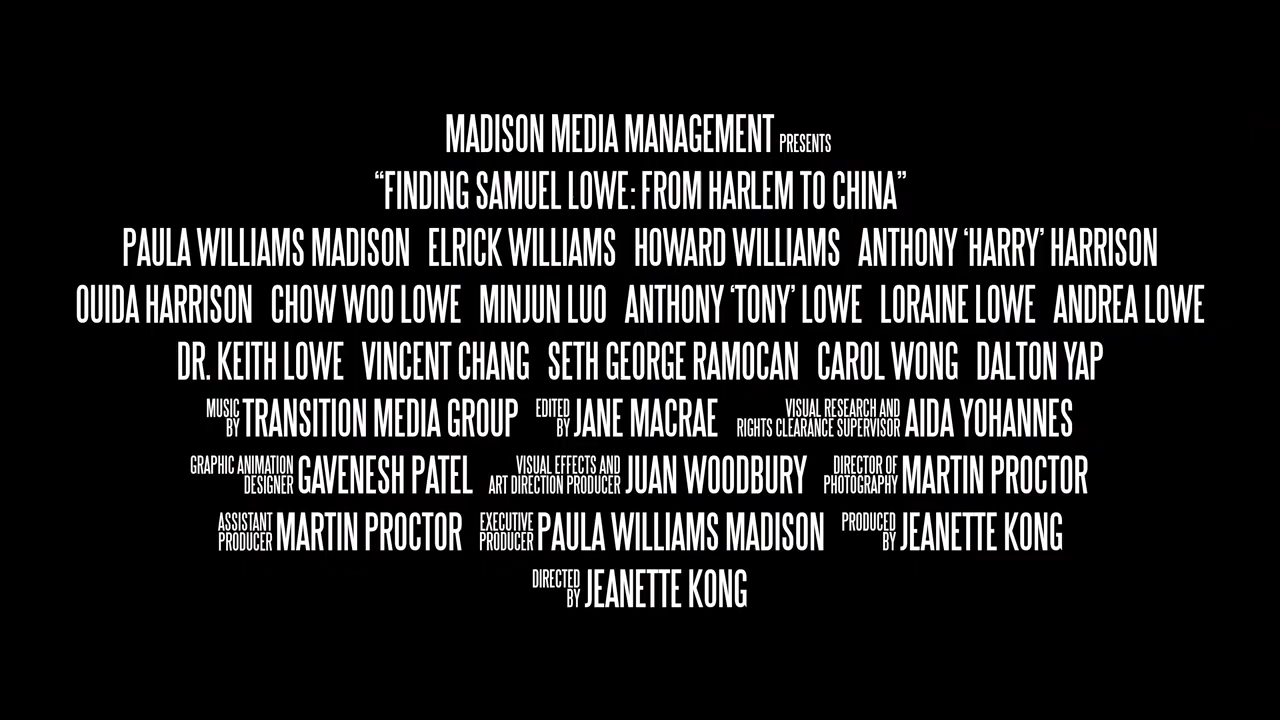 MADISON MEDIA MANAGEMENT PRESENTS
“FINDING SAMUEL LOWE: FROM HARLEM TO CHINA”
PAULA WILLIAMS MADISON ELRICK WILLIAMS HOWARD WILLIAMS ANTHONY ‘HARRY’ HARRISON
OUIDA HARRISON CHOW WOO LOWE MINJUN LUO ANTHONY ‘TONY’ LOWE LORAINE LOWE ANDREA LOWE
DR. KEITH LOWE VINCENT CHANG SETH GEORGE RAMOCAN CAROL WONG DALTON YAP
MUSIC BY TRANSITION MEDIA GROUP EDITED BY JANE MACRAE VISUAL RESEARCH AND RIGHTS CLEARANCE SUPERVISOR AIDA YOHANNES
GRAPHIC ANIMATION DESIGNER GAVENESH PATEL VISUAL EFFECTS AND ART DIRECTION PRODUCER JUAN WOODBURY DIRECTOR OF PHOTOGRAPHY MARTIN PROCTOR
ASSISTANT PRODUCER MARTIN PROCTOR EXECUTIVE PRODUCER PAULA WILLIAMS MADISON PRODUCED BY JEANETTE KONG
DIRECTED BY JEANETTE KONG